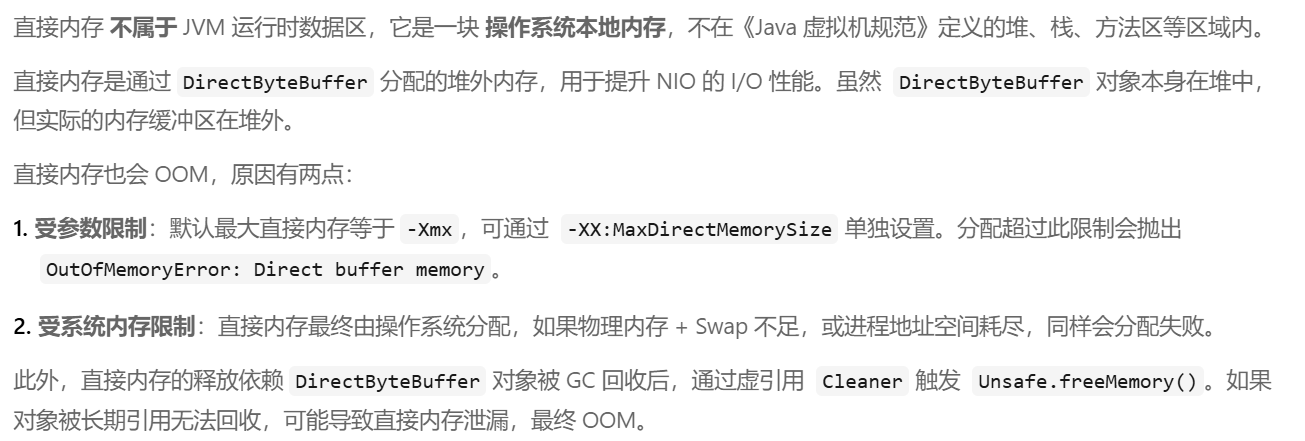 直接内存 不属于 JVM 运行时数据区，它是一块 操作系统本地内存，不在《Java 虚拟机规范》定义的堆、栈、方法区等区域内。
直接内存是通过 DirectByteBuffer 分配的堆外内存，用于提升 NIO 的 I/O 性能。虽然 DirectByteBuffer 对象本身在堆中，
但实际的内存缓冲区在堆外。
直接内存也会 OOM，原因有两点：
1. 受参数限制：默认最大直接内存等于 -Xmx，可通过 -XX:MaxDirectMemorySize 单独设置。分配超过此限制会抛出
OutOfMemoryError: Direct buffer memory。
2. 受系统内存限制：直接内存最终由操作系统分配，如果物理内存 + Swap 不足，或进程地址空间耗尽，同样会分配失败。
此外，直接内存的释放依赖 DirectByteBuffer 对象被 GC 回收后，通过虚引用 Cleaner 触发 Unsafe.freeMemory()。如果
对象被长期引用无法回收，可能导致直接内存泄漏，最终 OOM。